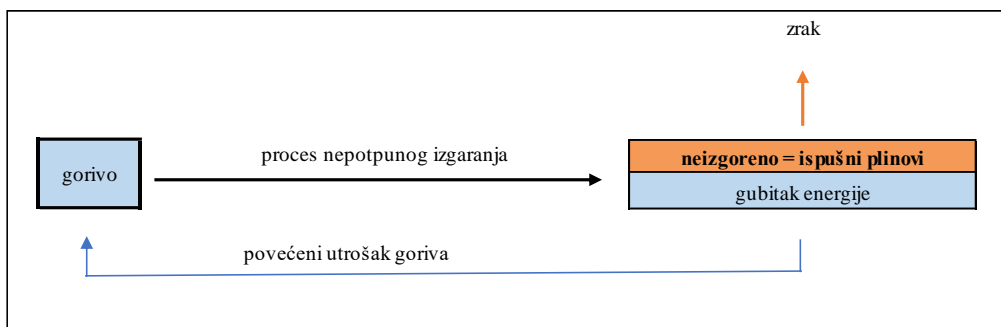 zrak
proces nepotpunog izgaranja
neizgoreno = ispušni plinovi
gorivo
gubitak energije
povećeni utrošak goriva